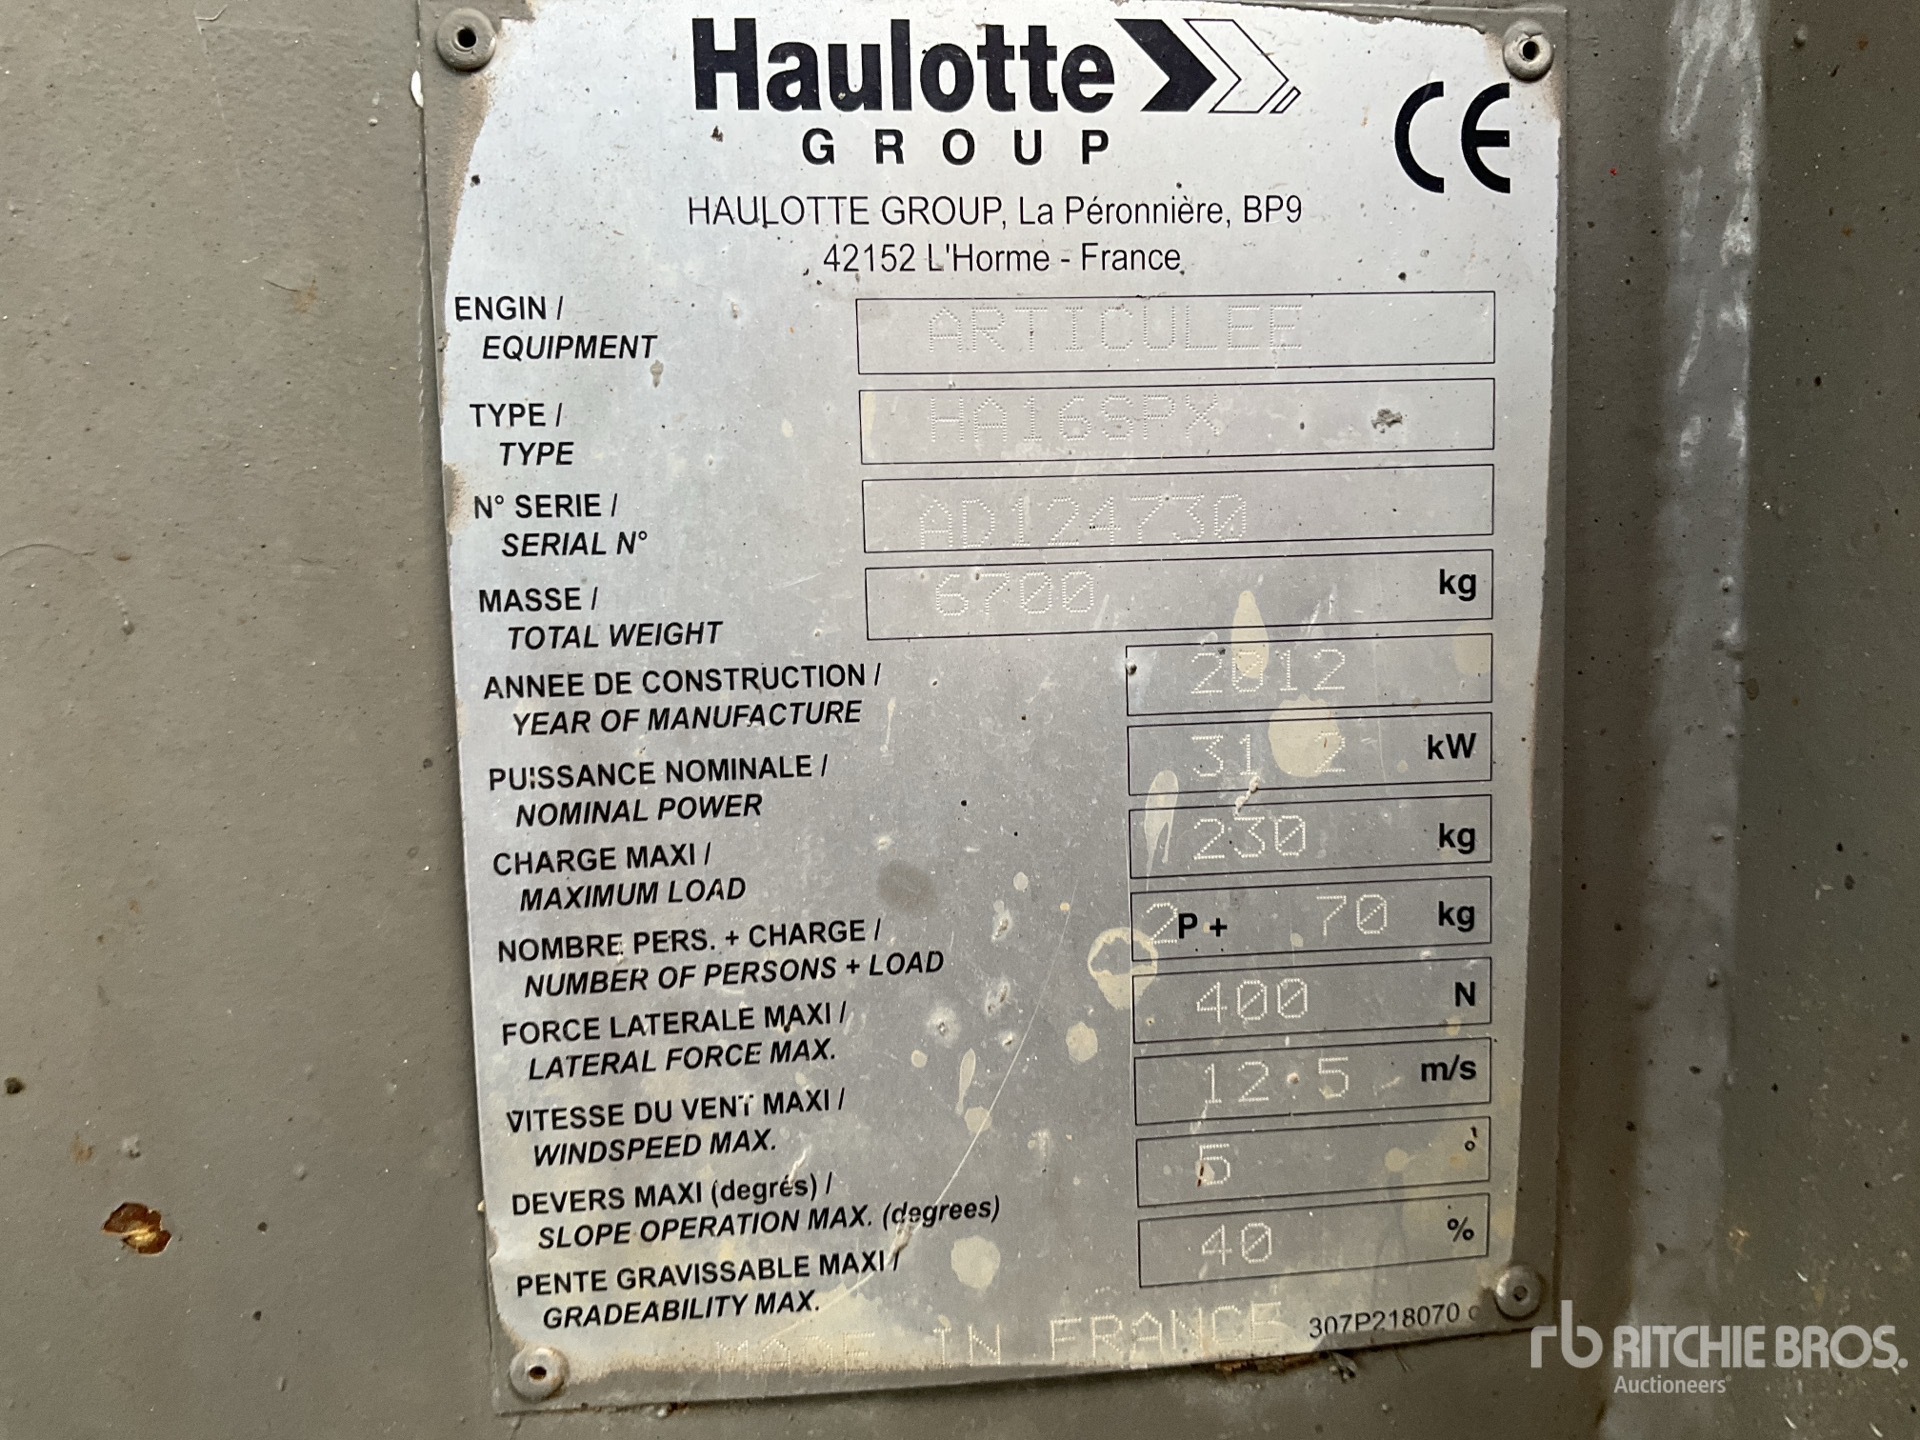 Haulotte
GROUP
CE
HAULOTTE GROUP, La Péronnière, BP9
42152 L'Horme - France
ENGIN /
EQUIPMENT
ARTICULEE
TYPE /
TYPE
HA16SPX
N° SERIE /
SERIAL N°
AD124730
MASSE /
TOTAL WEIGHT
6700 kg
ANNEE DE CONSTRUCTION /
YEAR OF MANUFACTURE
2012
PUISSANCE NOMINALE /
NOMINAL POWER
31.2 kW
CHARGE MAXI /
MAXIMUM LOAD
230 kg
NOMBRE PERS. + CHARGE /
NUMBER OF PERSONS + LOAD
2 P + 70 kg
FORCE LATERALE MAXI /
LATERAL FORCE MAX.
400 N
VITESSE DU VENT MAXI /
WINDSPEED MAX.
12.5 m/s
DEVERS MAXI (degrés) /
SLOPE OPERATION MAX. (degrees)
5 °
PENTE GRAVISSABLE MAXI /
GRADEABILITY MAX.
40 %
MADE IN FRANCE
307P218070
rb RITCHIE BROS.
Auctioneers